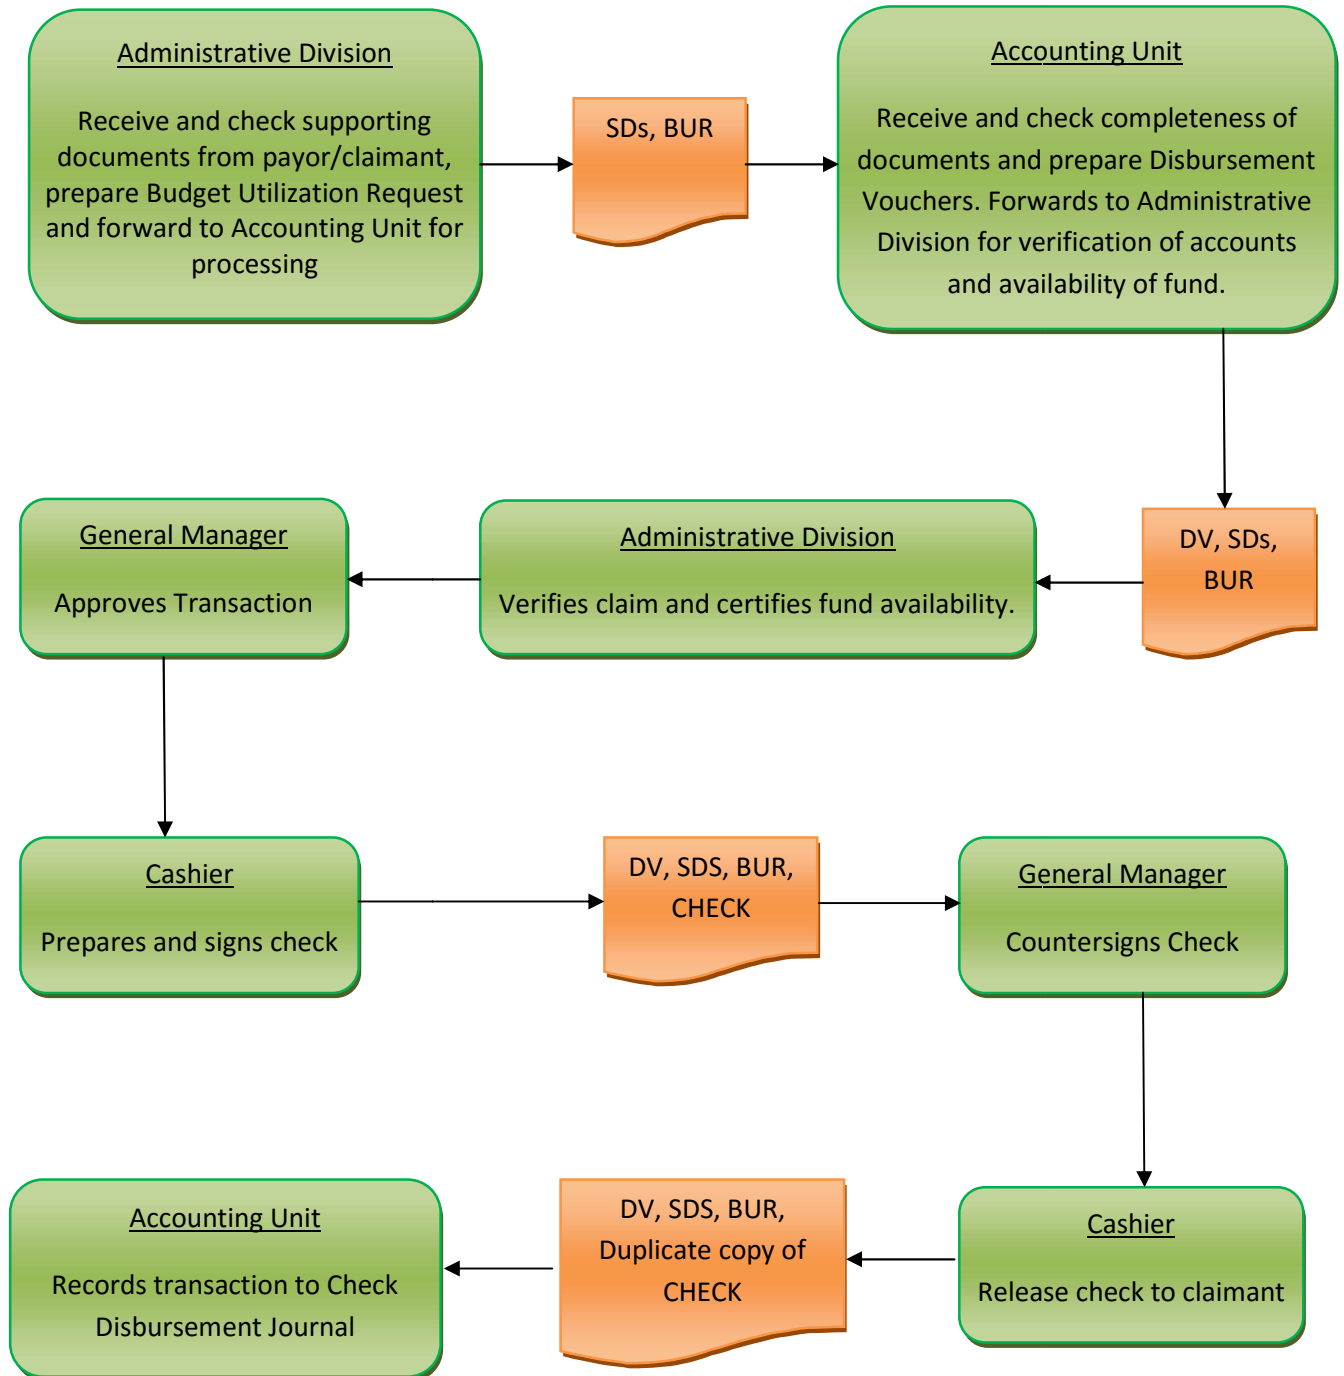 Administrative Division
Receive and check supporting
documents from payor/claimant,
prepare Budget Utilization Request
and forward to Accounting Unit for
processing
SDs, BUR
Accounting Unit
Receive and check completeness of
documents and prepare Disbursement
Vouchers. Forwards to Administrative
Division for verification of accounts
and availability of fund.
DV, SDs,
BUR
Administrative Division
Verifies claim and certifies fund availability.
General Manager
Approves Transaction
Cashier
Prepares and signs check
DV, SDS, BUR,
CHECK
General Manager
Countersigns Check
Cashier
Release check to claimant
DV, SDS, BUR,
Duplicate copy of
CHECK
Accounting Unit
Records transaction to Check
Disbursement Journal